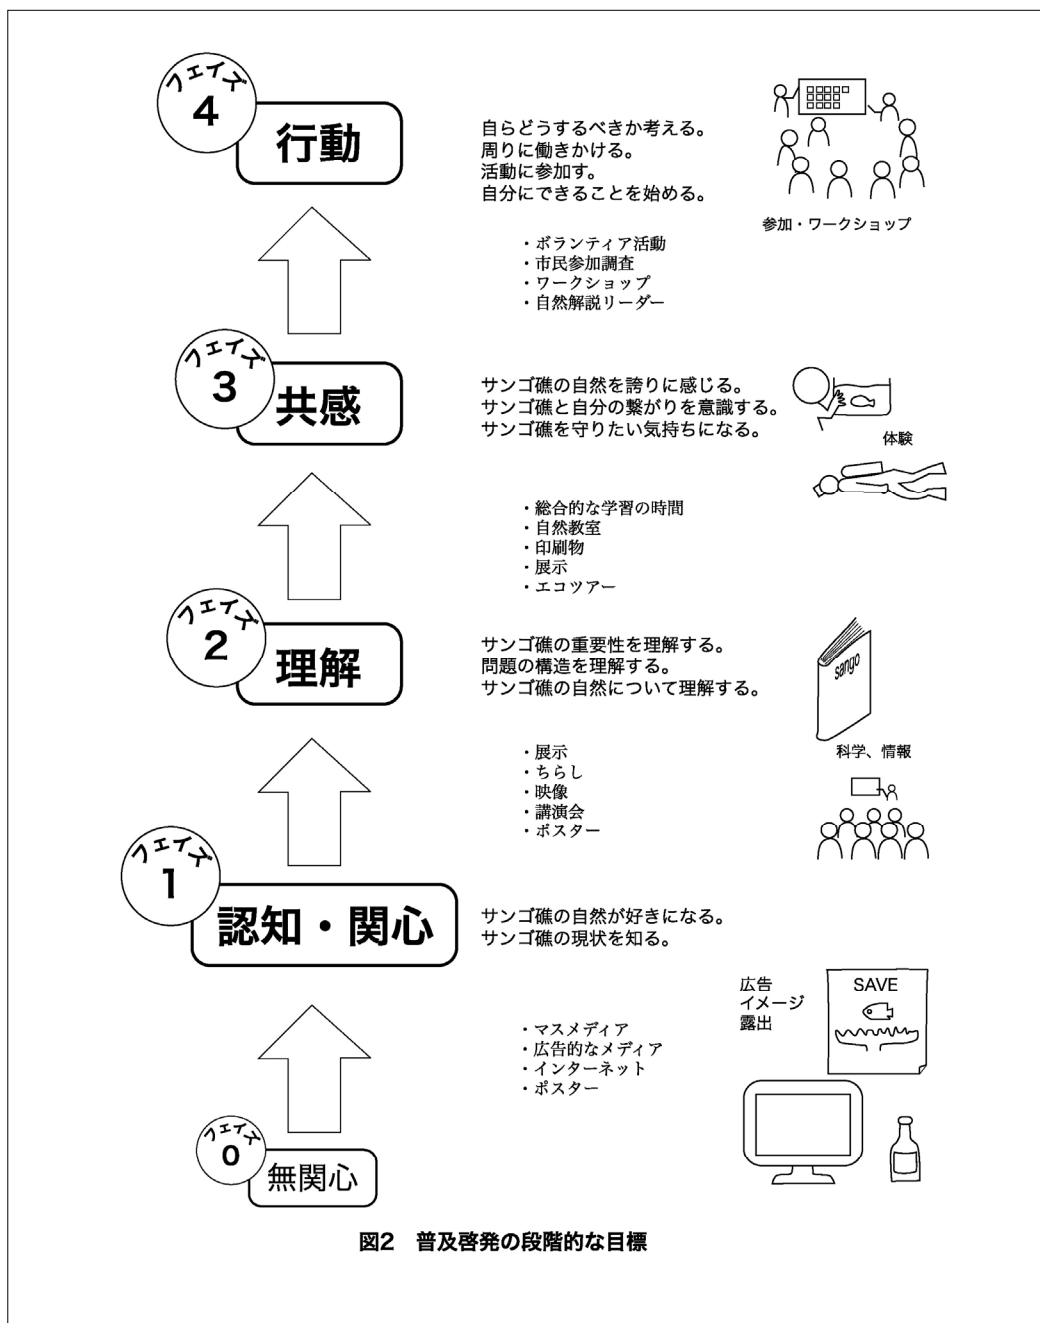 フェイズ
4
行動
自らどうするべきか考える。
周りに働きかける。
活動に参加す。
自分にできることを始める。
参加・ワークショップ
・ボランティア活動
・市民参加調査
・ワークショップ
・自然解説リーダー
フェイズ
3
共感
サンゴ礁の自然を誇りに感じる。
サンゴ礁と自分の繋がりを意識する。
サンゴ礁を守りたい気持ちになる。
体験
・総合的な学習の時間
・自然教室
・印刷物
・展示
・エコツアー
フェイズ
2
理解
サンゴ礁の重要性を理解する。
問題の構造を理解する。
サンゴ礁の自然について理解する。
sango
科学、情報
・展示
・ちらし
・映像
・講演会
・ポスター
フェイズ
1
認知・関心
サンゴ礁の自然が好きになる。
サンゴ礁の現状を知る。
広告
イメージ
露出
SAVE
・マスメディア
・広告的なメディア
・インターネット
・ポスター
フェイズ
0
無関心
図2 普及啓発の段階的な目標